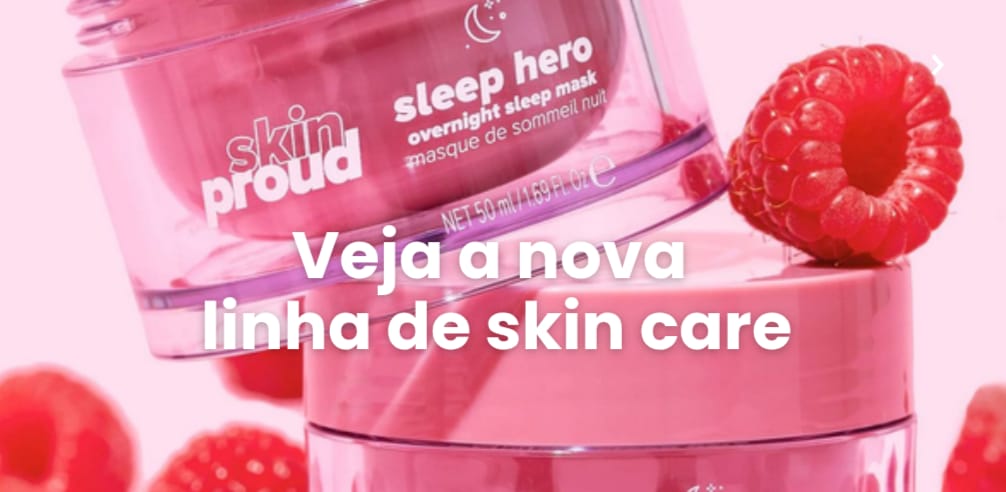 skin
proud
sleep hero
overnight sleep mask
masque de sommeil nuit
NET 50 ml/1.69 Fl. Oz e
Veja a nova
linha de skin care